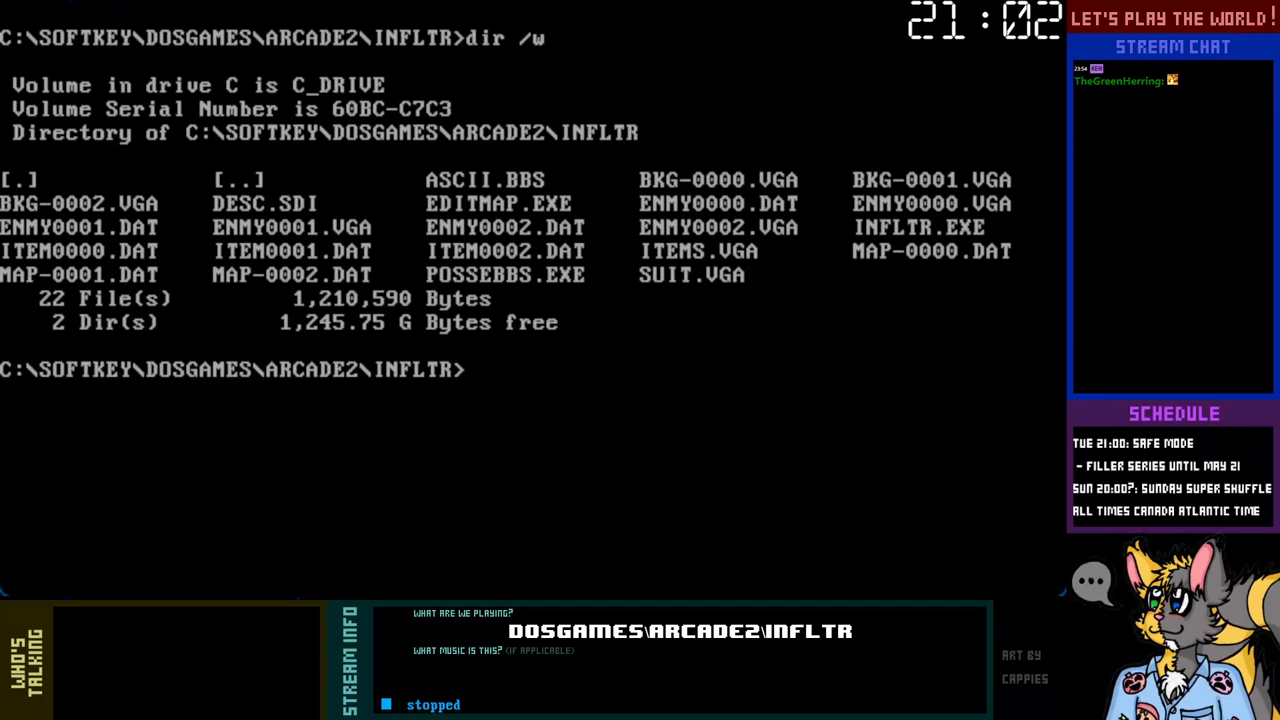 C:\SOFTKEY\DOSGAMES\ARCADE2\INFLTR>dir /w
Volume in drive C is C_DRIVE
Volume Serial Number is 60BC-C7C3
Directory of C:\SOFTKEY\DOSGAMES\ARCADE2\INFLTR
[.] [..] ASCII.BBS BKG-0000.VGA BKG-0001.VGA
BKG-0002.VGA DESC.SDI EDITMAP.EXE ENMY0000.DAT ENMY0000.VGA
ENMY0001.DAT ENMY0001.VGA ENMY0002.DAT ENMY0002.VGA INFLTR.EXE
ITEM0000.DAT ITEM0001.DAT ITEM0002.DAT ITEMS.VGA MAP-0000.DAT
MAP-0001.DAT MAP-0002.DAT POSSEBBS.EXE SUIT.VGA
22 File(s) 1,210,590 Bytes
2 Dir(s) 1,245.75 G Bytes free
C:\SOFTKEY\DOSGAMES\ARCADE2\INFLTR>
21:02
LET'S PLAY THE WORLD!
STREAM CHAT
23:54 NEW
TheGreenHerring:
SCHEDULE
TUE 21:00: SAFE MODE
- FILLER SERIES UNTIL MAY 21
SUN 20:00?: SUNDAY SUPER SHUFFLE
ALL TIMES CANADA ATLANTIC TIME
WHO'S TALKING
STREAM INFO
WHAT ARE WE PLAYING?
DOSGAMES\ARCADE2\INFLTR
WHAT MUSIC IS THIS? (IF APPLICABLE)
stopped
ART BY
CAPPIES